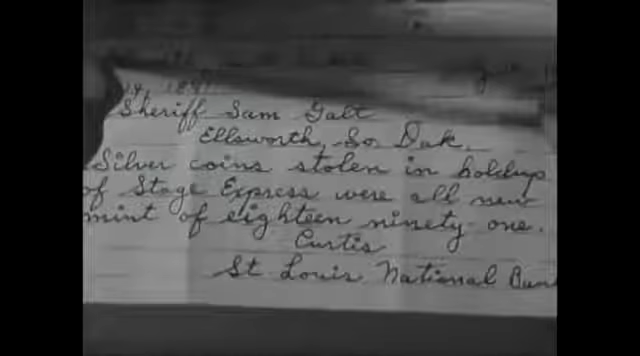 Sheriff Sam Galt
Ellsworth, So. Dak.
Silver coins stolen in holdup
of Stage Express were all new
mint of eighteen ninety one.
Curtis
St Louis National